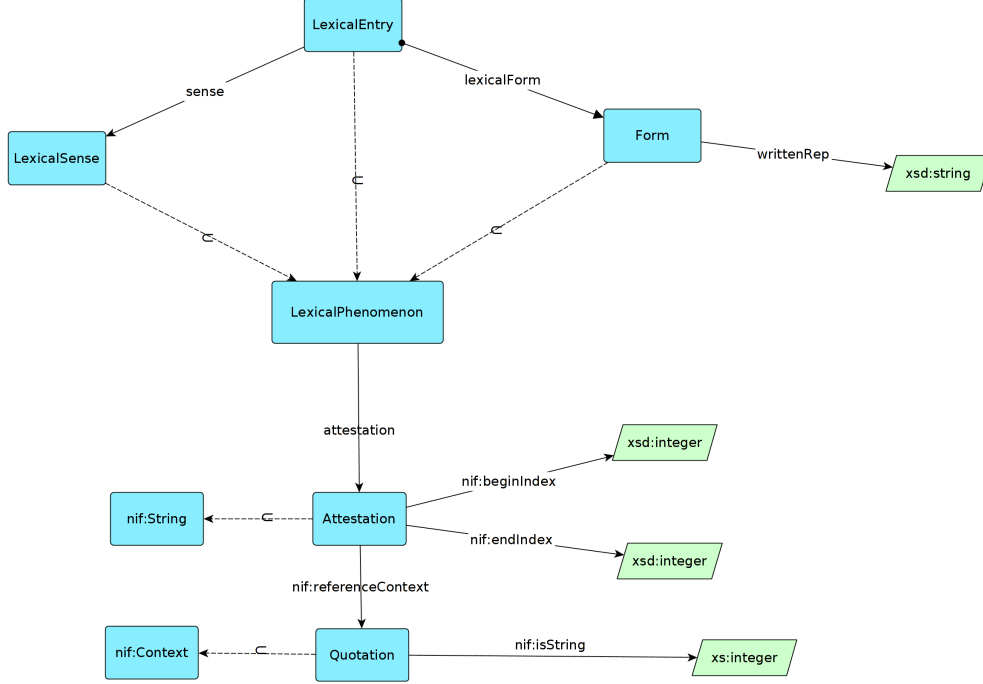 LexicalEntry
lexicalForm
sense
Form
writtenRep
LexicalSense
xsd:string
⊂
⊂
⊂
LexicalPhenomenon
attestation
xsd:integer
nif:beginIndex
nif:String
⊂
Attestation
nif:endIndex
xsd:integer
nif:referenceContext
nif:isString
nif:Context
⊂
Quotation
xs:integer